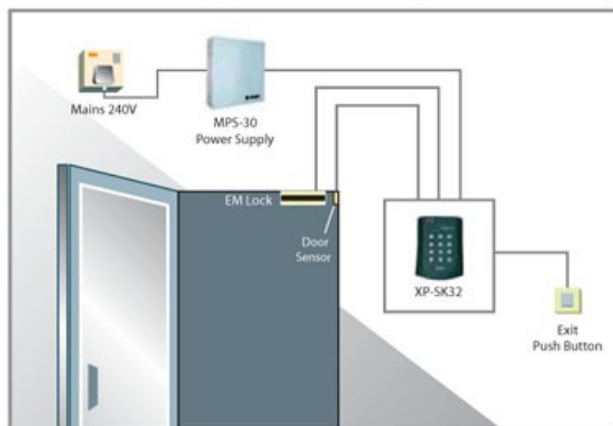 Mains 240V
MPS-30
Power Supply
EM Lock
Door
Sensor
XP-SK32
Exit
Push Button